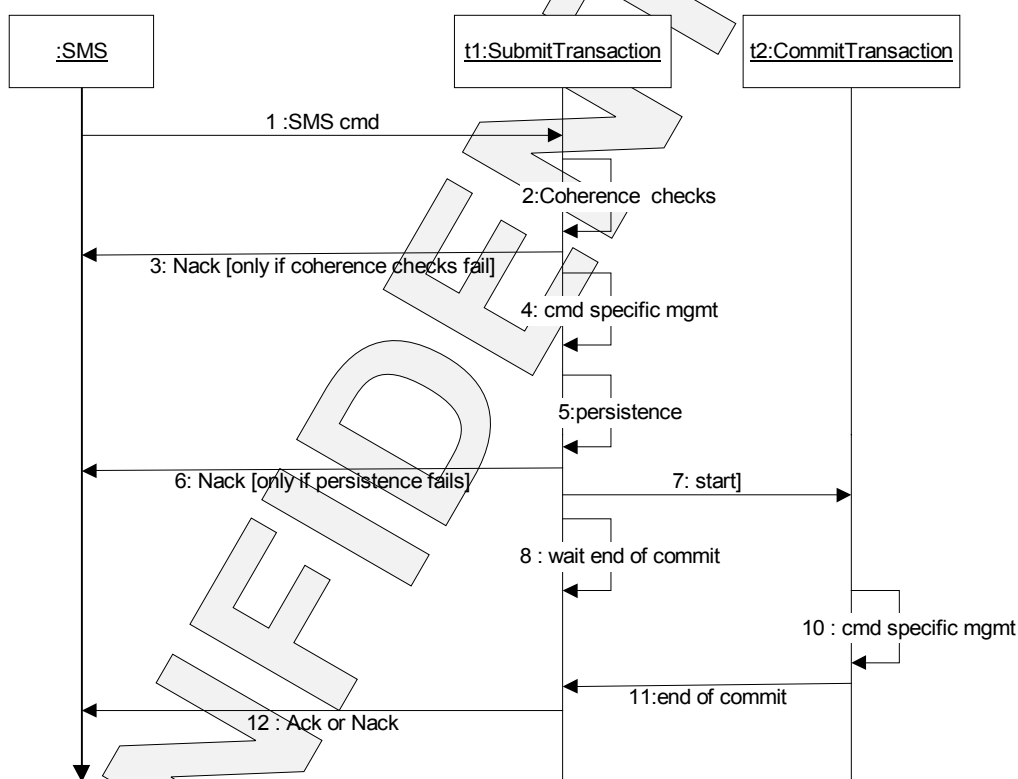 :SMS
t1:SubmitTransaction
t2:CommitTransaction
1 :SMS cmd
2:Coherence checks
3: Nack [only if coherence checks fail]
4: cmd specific mgmt
5:persistence
6: Nack [only if persistence fails]
7: start]
8 : wait end of commit
10 : cmd specific mgmt
11:end of commit
12 : Ack or Nack
NFIDEN